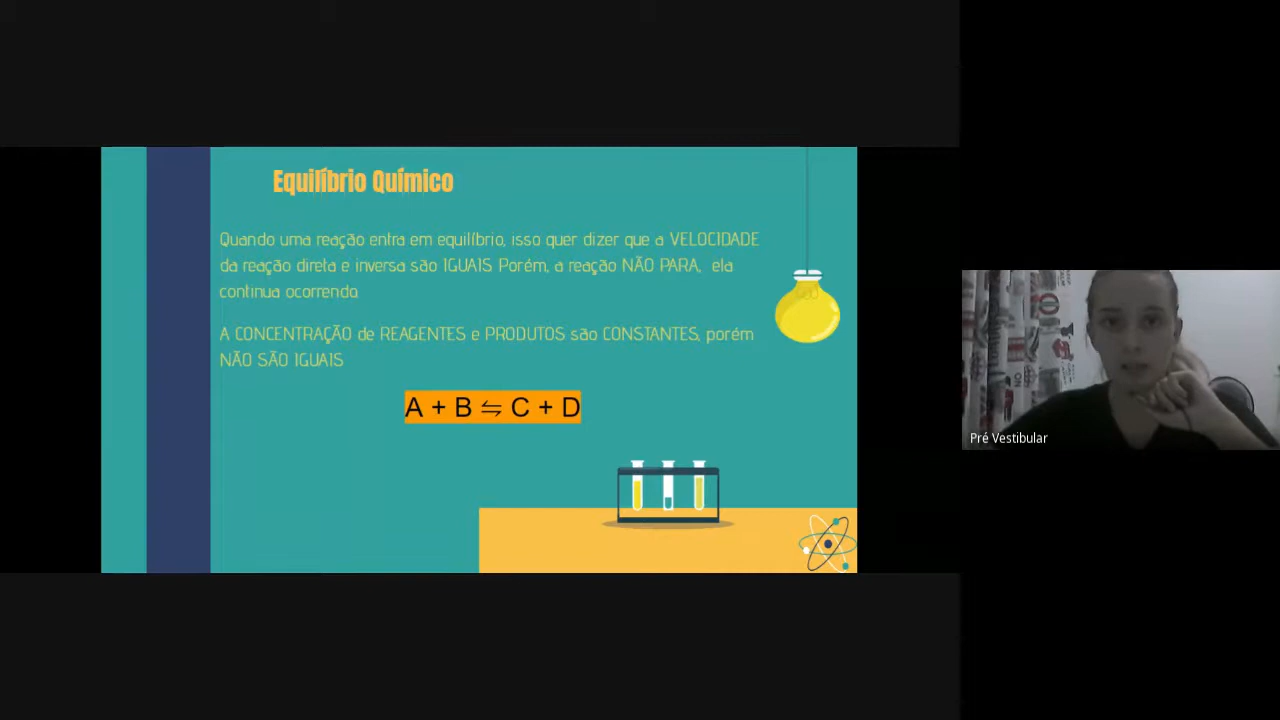 Equilíbrio Químico
Quando uma reação entra em equilíbrio, isso quer dizer que a VELOCIDADE
da reação direta e inversa são IGUAIS Porém, a reação NÃO PARA, ela
continua ocorrendo
A CONCENTRAÇÃO de REAGENTES e PRODUTOS são CONSTANTES, porém
NÃO SÃO IGUAIS
A + B ⇋ C + D
Pré Vestibular